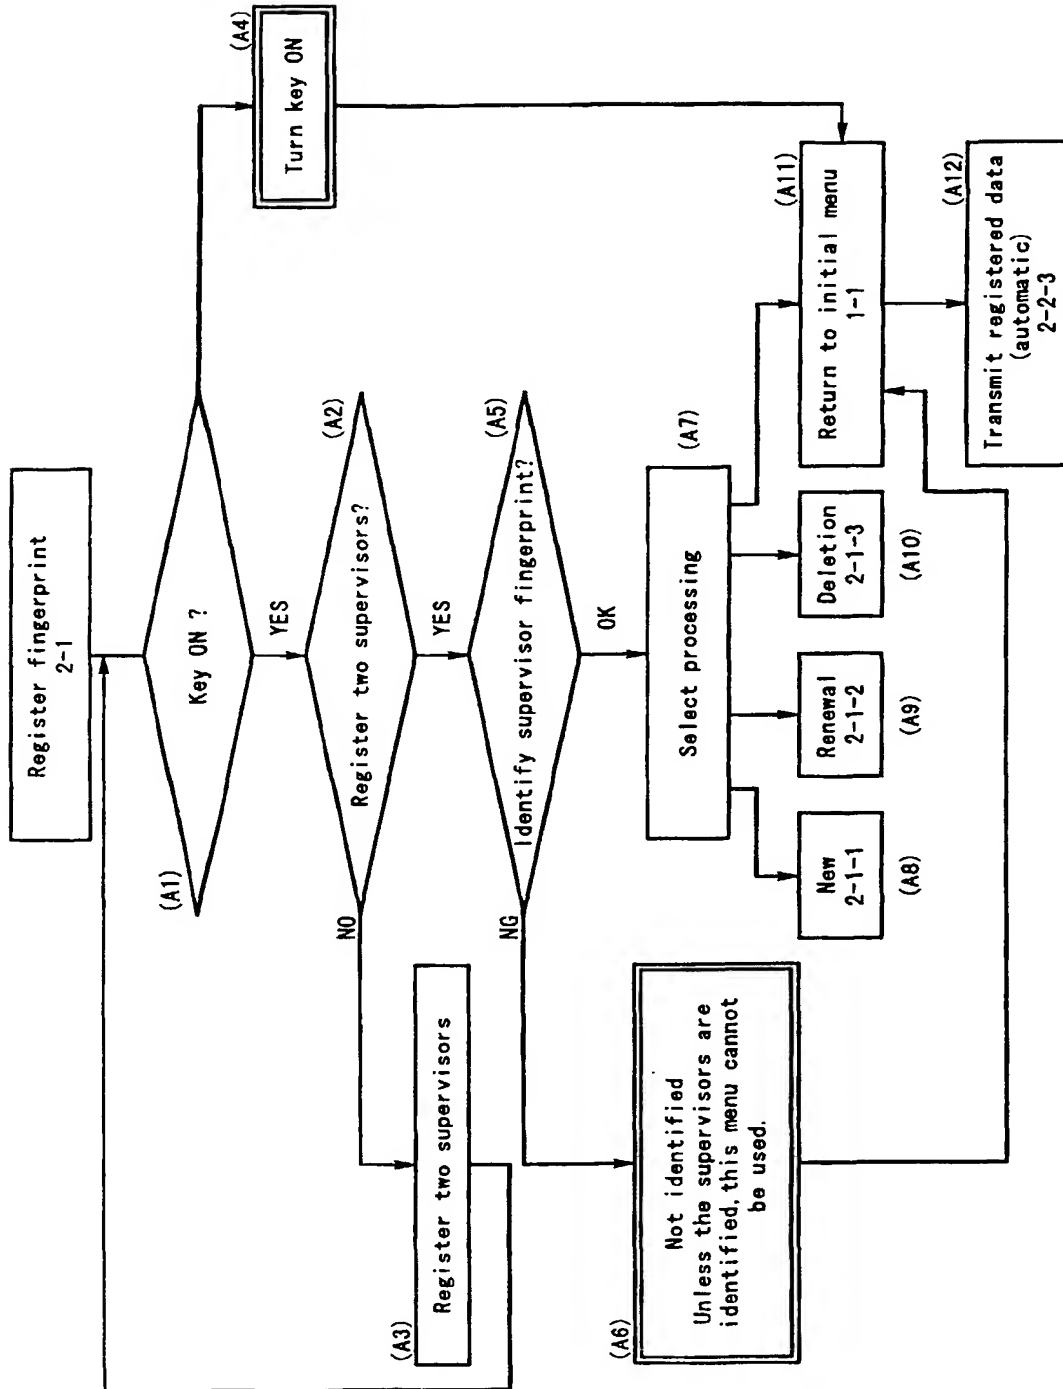 Register fingerprint
2-1
(A1)
Key ON ?
(A4)
Turn key ON
YES
(A2)
Register two supervisors?
NO
(A3)
Register two supervisors
YES
(A5)
Identify supervisor fingerprint?
NG
OK
(A6)
Not identified
Unless the supervisors are
identified, this menu cannot
be used.
(A7)
Select processing
New
2-1-1
(A8)
Renewal
2-1-2
(A9)
Deletion
2-1-3
(A10)
(A11)
Return to initial menu
1-1
(A12)
Transmit registered data
(automatic)
2-2-3